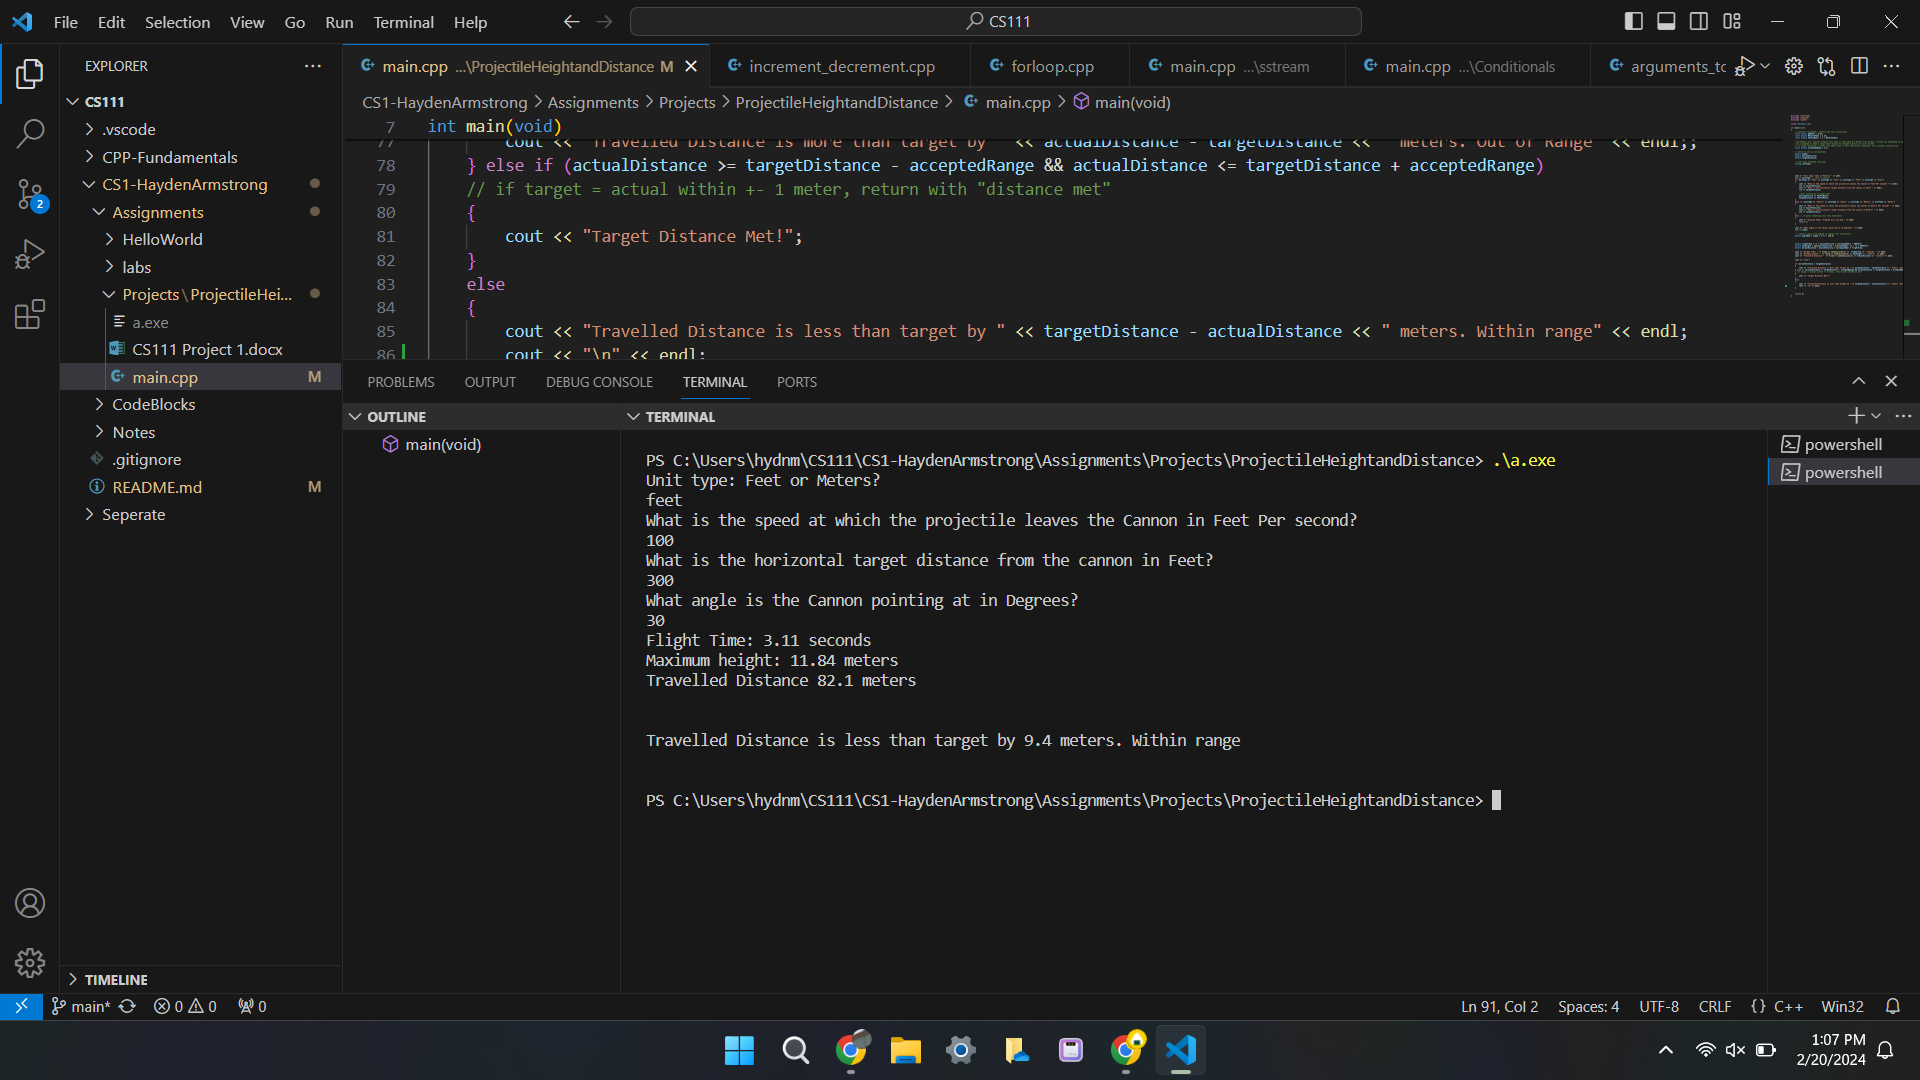 File Edit Selection View Go Run Terminal Help
CS111
EXPLORER
CS111
.vscode
CPP-Fundamentals
CS1-HaydenArmstrong
Assignments
HelloWorld
labs
Projects\ProjectileHei...
a.exe
CS111 Project 1.docx
main.cpp M
CodeBlocks
Notes
.gitignore
README.md M
Seperate
TIMELINE
2
main.cpp ...\ProjectileHeightandDistance M
increment_decrement.cpp
forloop.cpp
main.cpp ...\sstream
main.cpp ...\Conditionals
arguments_to
CS1-HaydenArmstrong > Assignments > Projects > ProjectileHeightandDistance > main.cpp > main(void)
7 int main(void)
77 cout << "Travelled Distance is more than target by " << actualDistance - targetDistance << " meters. Out of Range" << endl;;
78 } else if (actualDistance >= targetDistance - acceptedRange && actualDistance <= targetDistance + acceptedRange)
79 // if target = actual within +- 1 meter, return with "distance met"
80 {
81 cout << "Target Distance Met!";
82 }
83 else
84 {
85 cout << "Travelled Distance is less than target by " << targetDistance - actualDistance << " meters. Within range" << endl;
86 cout << "\n" << endl;
PROBLEMS OUTPUT DEBUG CONSOLE TERMINAL PORTS
OUTLINE
main(void)
TERMINAL
PS C:\Users\hydnm\CS111\CS1-HaydenArmstrong\Assignments\Projects\ProjectileHeightandDistance> .\a.exe
Unit type: Feet or Meters?
feet
What is the speed at which the projectile leaves the Cannon in Feet Per second?
100
What is the horizontal target distance from the cannon in Feet?
300
What angle is the Cannon pointing at in Degrees?
30
Flight Time: 3.11 seconds
Maximum height: 11.84 meters
Travelled Distance 82.1 meters
Travelled Distance is less than target by 9.4 meters. Within range
PS C:\Users\hydnm\CS111\CS1-HaydenArmstrong\Assignments\Projects\ProjectileHeightandDistance>
powershell
powershell
main* 0 0 0
Ln 91, Col 2 Spaces: 4 UTF-8 CRLF {} C++ Win32
1:07 PM
2/20/2024